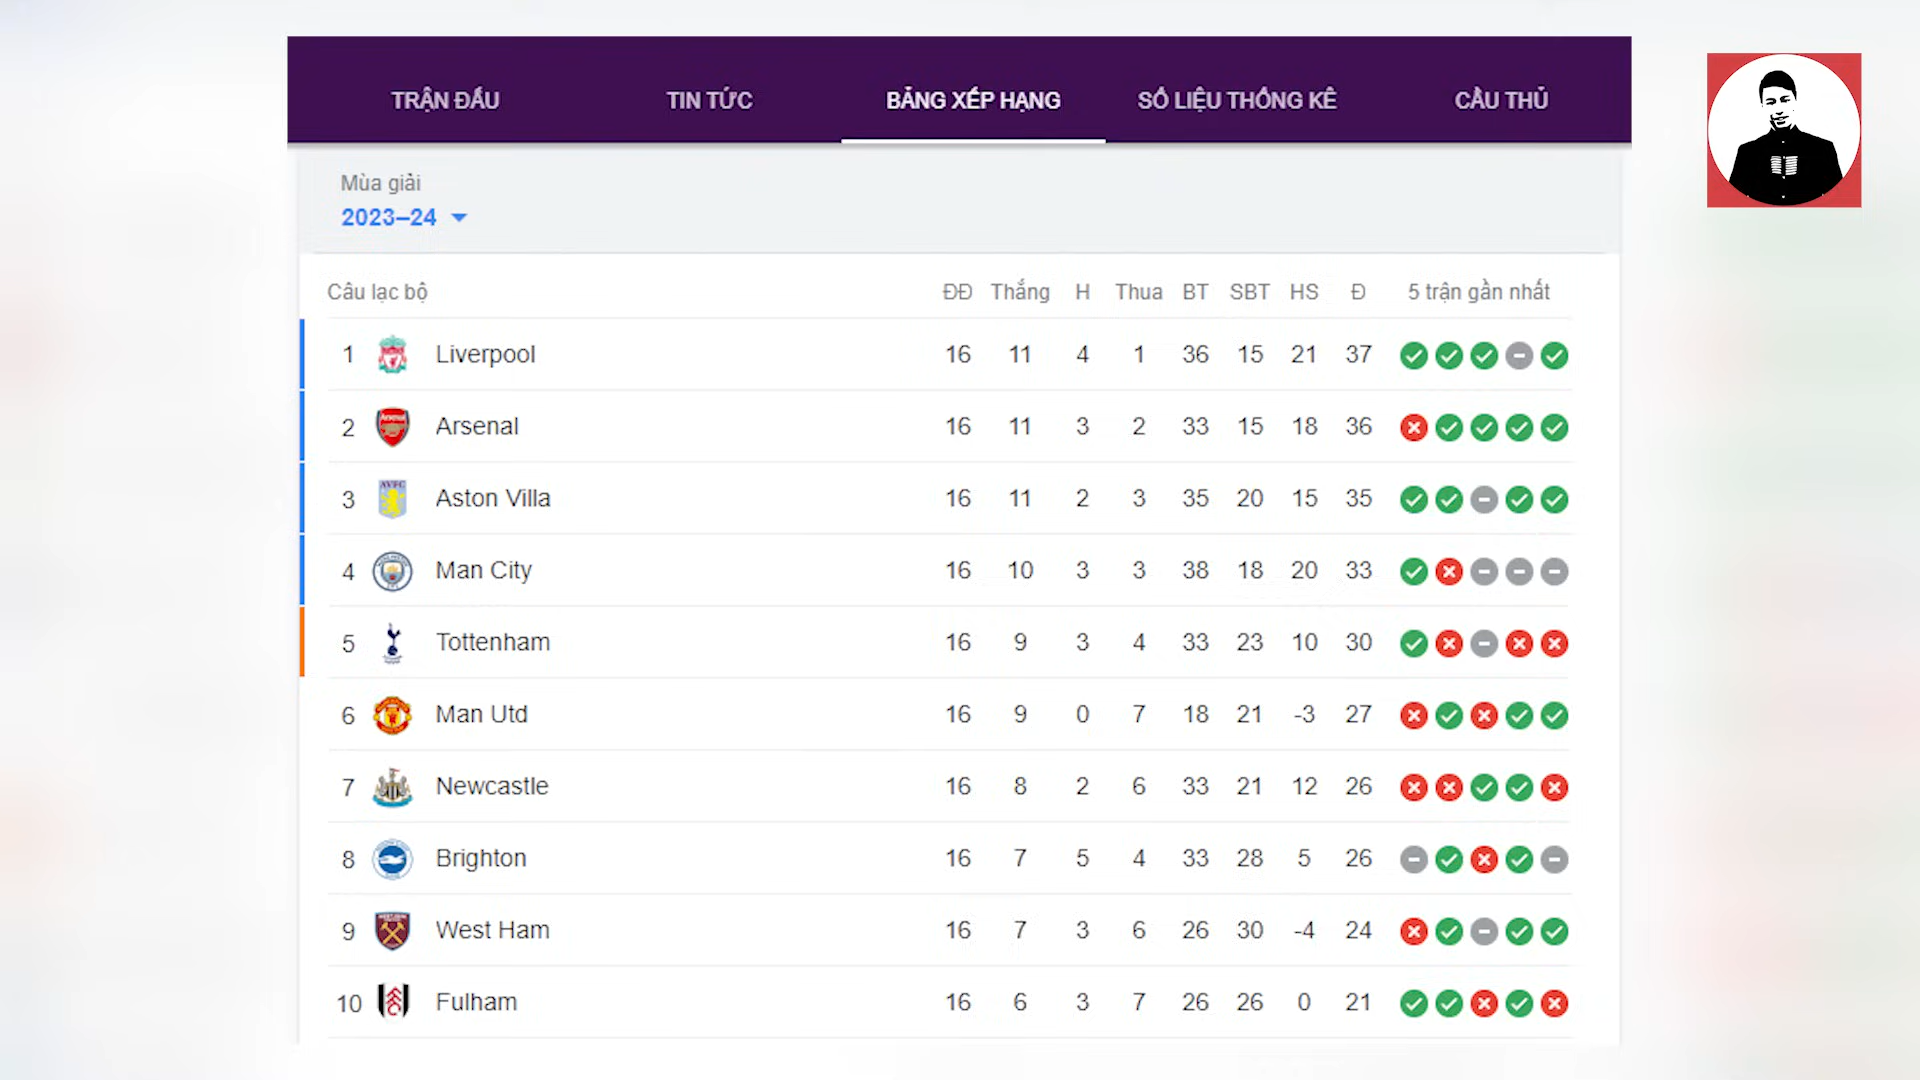 TRẬN ĐẤU TIN TỨC BẢNG XẾP HẠNG SỐ LIỆU THỐNG KÊ CẦU THỦ
Mùa giải
2023–24
Câu lạc bộ ĐĐ Thắng H Thua BT SBT HS Đ 5 trận gần nhất
1 Liverpool 16 11 4 1 36 15 21 37
2 Arsenal 16 11 3 2 33 15 18 36
3 Aston Villa 16 11 2 3 35 20 15 35
4 Man City 16 10 3 3 38 18 20 33
5 Tottenham 16 9 3 4 33 23 10 30
6 Man Utd 16 9 0 7 18 21 -3 27
7 Newcastle 16 8 2 6 33 21 12 26
8 Brighton 16 7 5 4 33 28 5 26
9 West Ham 16 7 3 6 26 30 -4 24
10 Fulham 16 6 3 7 26 26 0 21